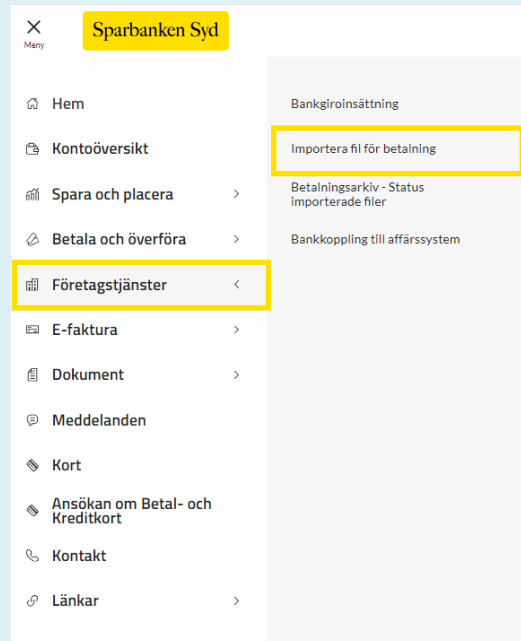 Meny
Sparbanken Syd
Hem
Kontoöversikt
Spara och placera
Betala och överföra
Företagstjänster
E-faktura
Dokument
Meddelanden
Kort
Ansökan om Betal- och
Kreditkort
Kontakt
Länkar
Bankgiroinsättning
Importera fil för betalning
Betalningsarkiv - Status
importerade filer
Bankkoppling till affärssystem